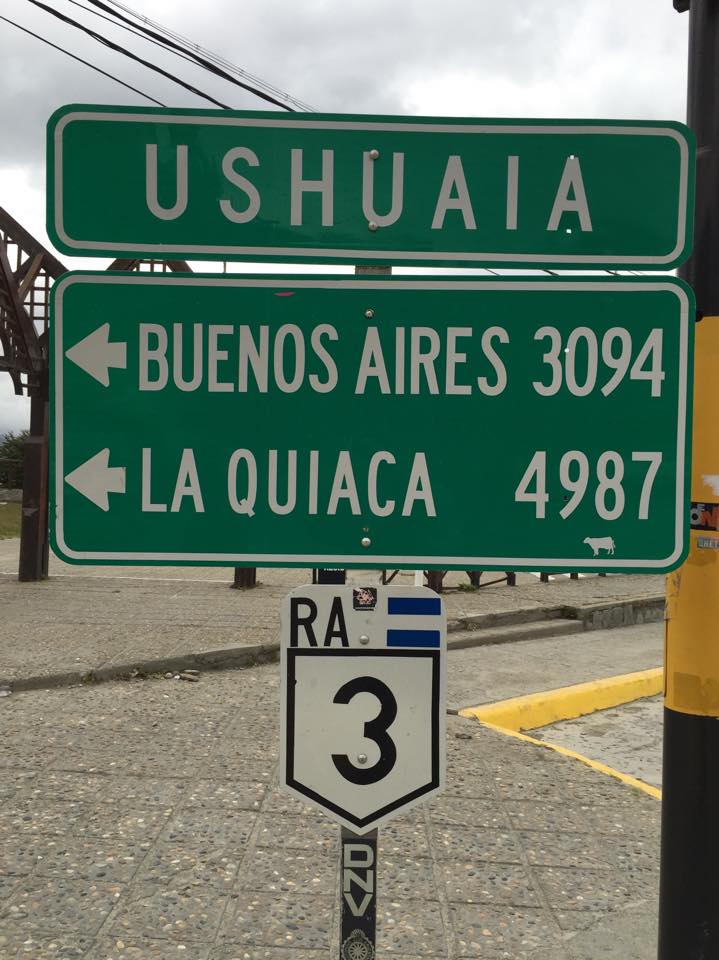 USHUAIA
BUENOS AIRES 3094
LA QUIACA 4987
RA
3
DNV